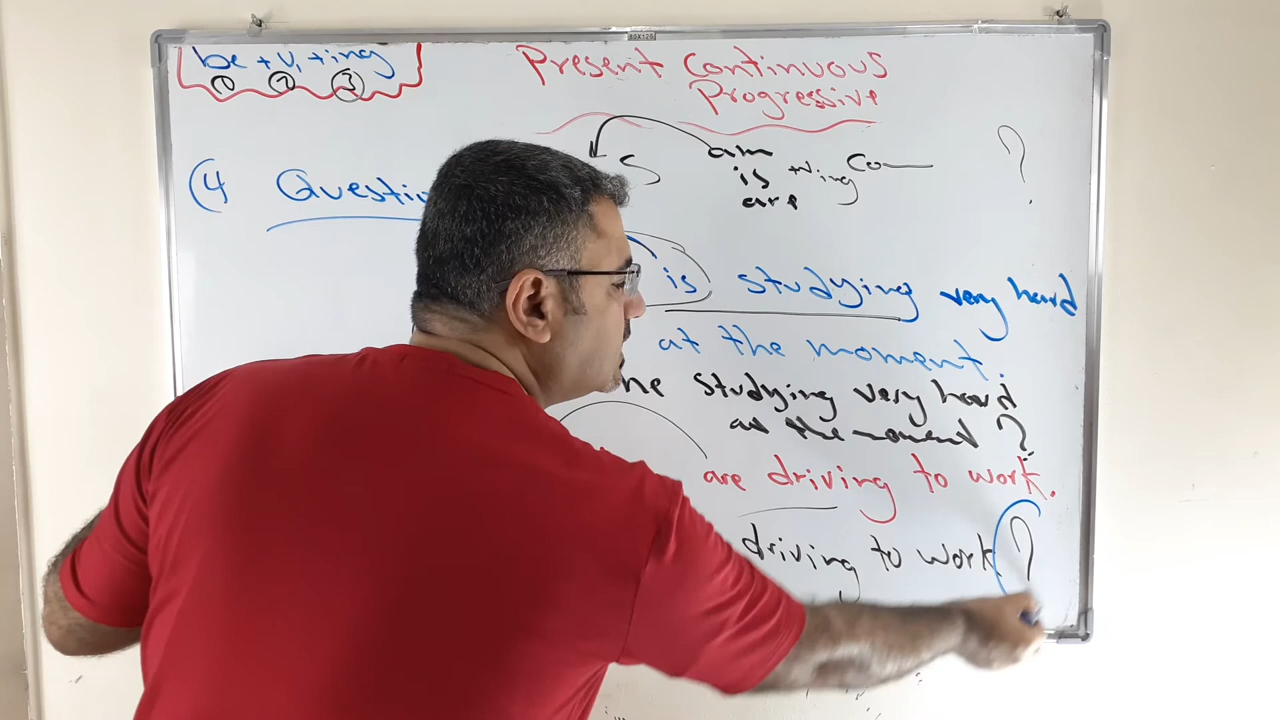 be + V₁ + ing
① ② ③
Present Continuous
Progressive
(4 Questi
S am + V ing Co ?
is
are
is studying very hard
at the moment.
he studying very hard
at the moment ?
are driving to work.
driving to work ?